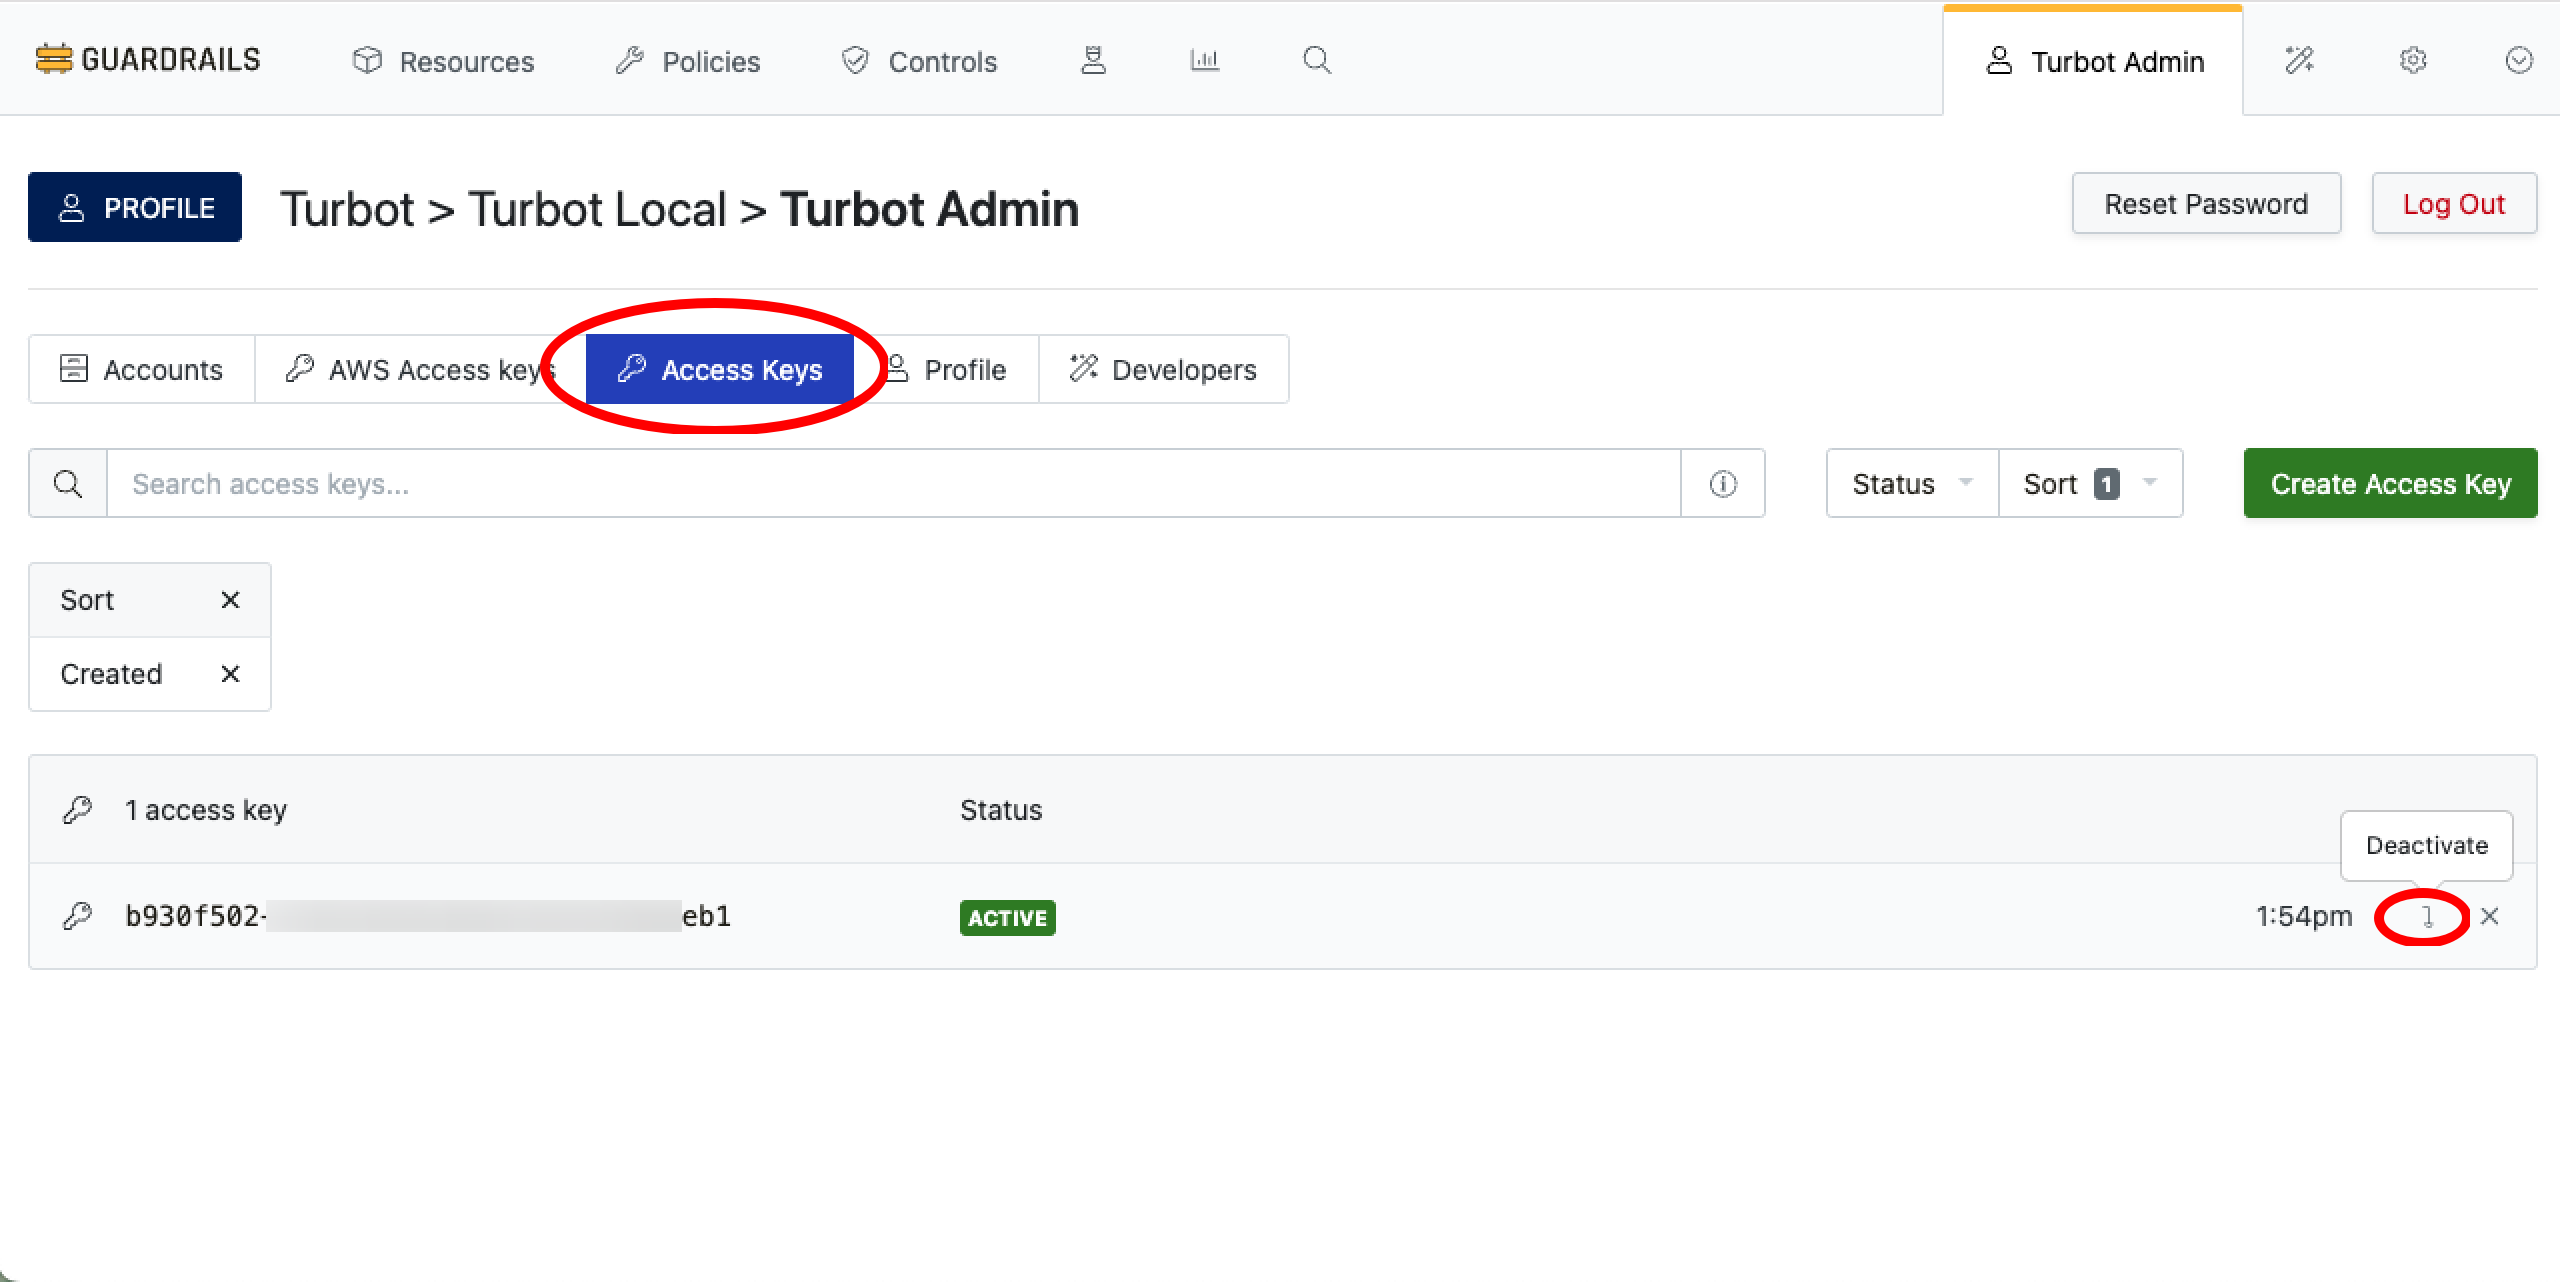 GUARDRAILS Resources Policies Controls Turbot Admin
PROFILE Turbot > Turbot Local > Turbot Admin Reset Password Log Out
Accounts AWS Access keys Access Keys Profile Developers
Search access keys... Status Sort 1 Create Access Key
Sort
Created
1 access key Status
Deactivate
b930f502- eb1 ACTIVE 1:54pm